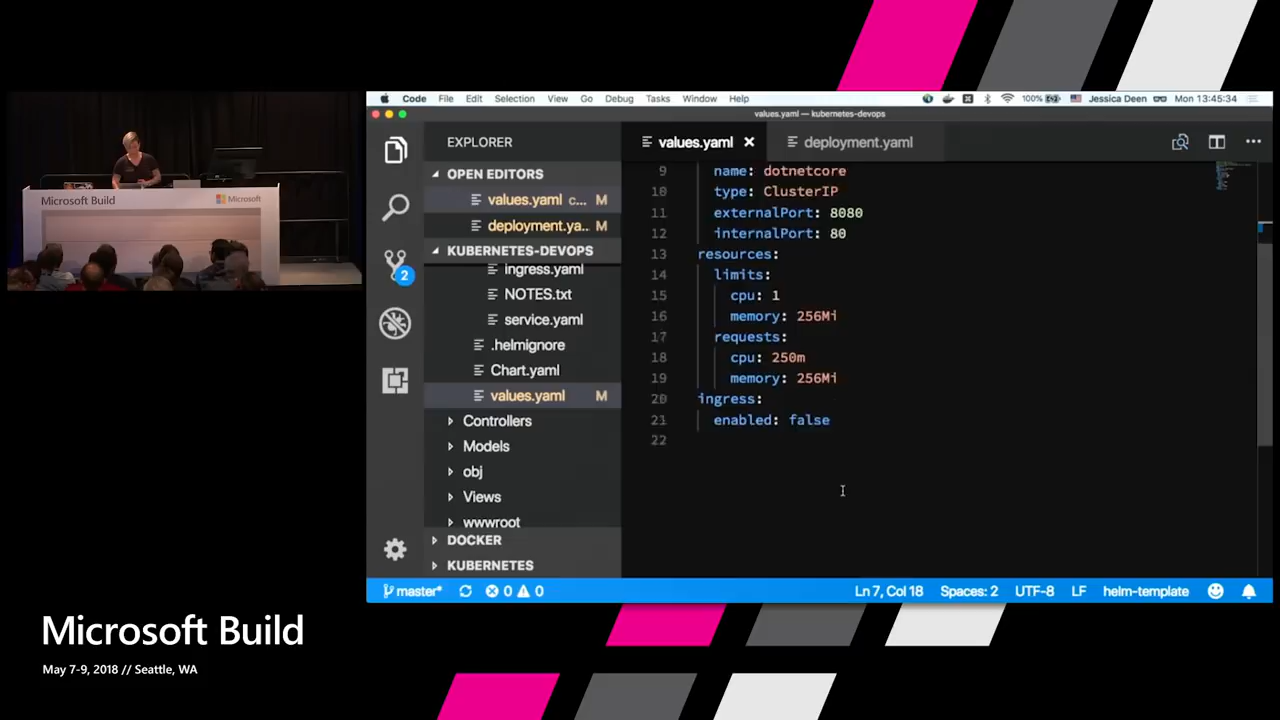 Code File Edit Selection View Go Debug Tasks Window Help 100% Jessica Deen Mon 13:45:34
values.yaml — kubernetes-devops
EXPLORER
OPEN EDITORS
values.yaml c... M
deployment.ya... M
KUBERNETES-DEVOPS
ingress.yaml
NOTES.txt
service.yaml
.helmignore
Chart.yaml
values.yaml M
Controllers
Models
obj
Views
wwwroot
DOCKER
KUBERNETES
2
values.yaml deployment.yaml
9 name: dotnetcore
10 type: ClusterIP
11 externalPort: 8080
12 internalPort: 80
13 resources:
14 limits:
15 cpu: 1
16 memory: 256Mi
17 requests:
18 cpu: 250m
19 memory: 256Mi
20 ingress:
21 enabled: false
22
master* 0 0 Ln 7, Col 18 Spaces: 2 UTF-8 LF helm-template
Microsoft Build Microsoft
Microsoft Build
May 7-9, 2018 // Seattle, WA